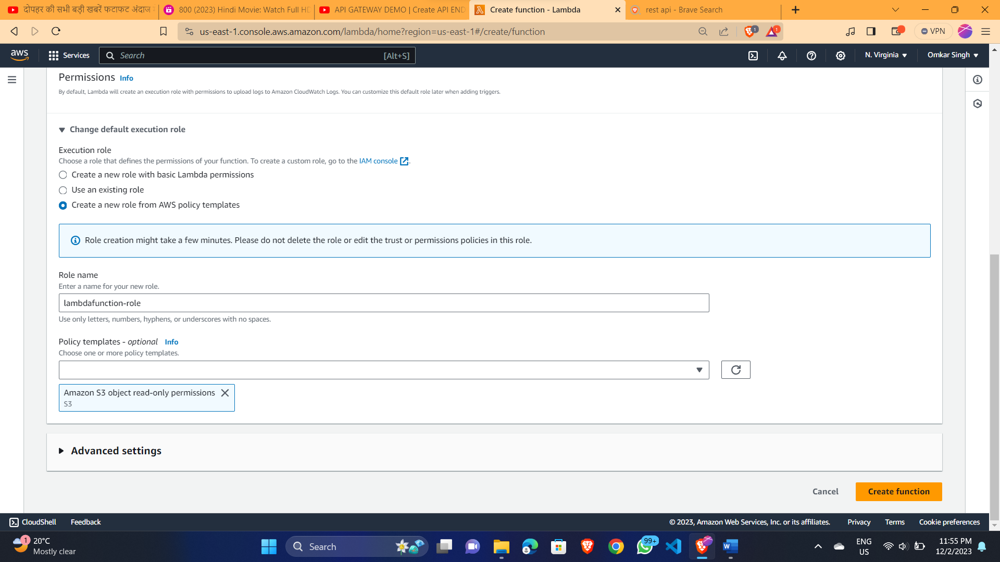 दोपहर की सभी बड़ी खबरें फटाफट अंदाज
800 (2023) Hindi Movie: Watch Full HD
API GATEWAY DEMO | Create API END
Create function - Lambda
rest api - Brave Search
us-east-1.console.aws.amazon.com/lambda/home?region=us-east-1#/create/function
1
1
VPN
aws
Services
Search
[Alt+S]
N. Virginia
Omkar Singh
Permissions Info
By default, Lambda will create an execution role with permissions to upload logs to Amazon CloudWatch Logs. You can customize this default role later when adding triggers.
Change default execution role
Execution role
Choose a role that defines the permissions of your function. To create a custom role, go to the IAM console.
Create a new role with basic Lambda permissions
Use an existing role
Create a new role from AWS policy templates
Role creation might take a few minutes. Please do not delete the role or edit the trust or permissions policies in this role.
Role name
Enter a name for your new role.
lambdafunction-role
Use only letters, numbers, hyphens, or underscores with no spaces.
Policy templates - optional Info
Choose one or more policy templates.
Amazon S3 object read-only permissions
S3
Advanced settings
Cancel
Create function
CloudShell
Feedback
© 2023, Amazon Web Services, Inc. or its affiliates.
Privacy
Terms
Cookie preferences
1
20°C
Mostly clear
Search
99+
W
ENG
US
11:55 PM
12/2/2023